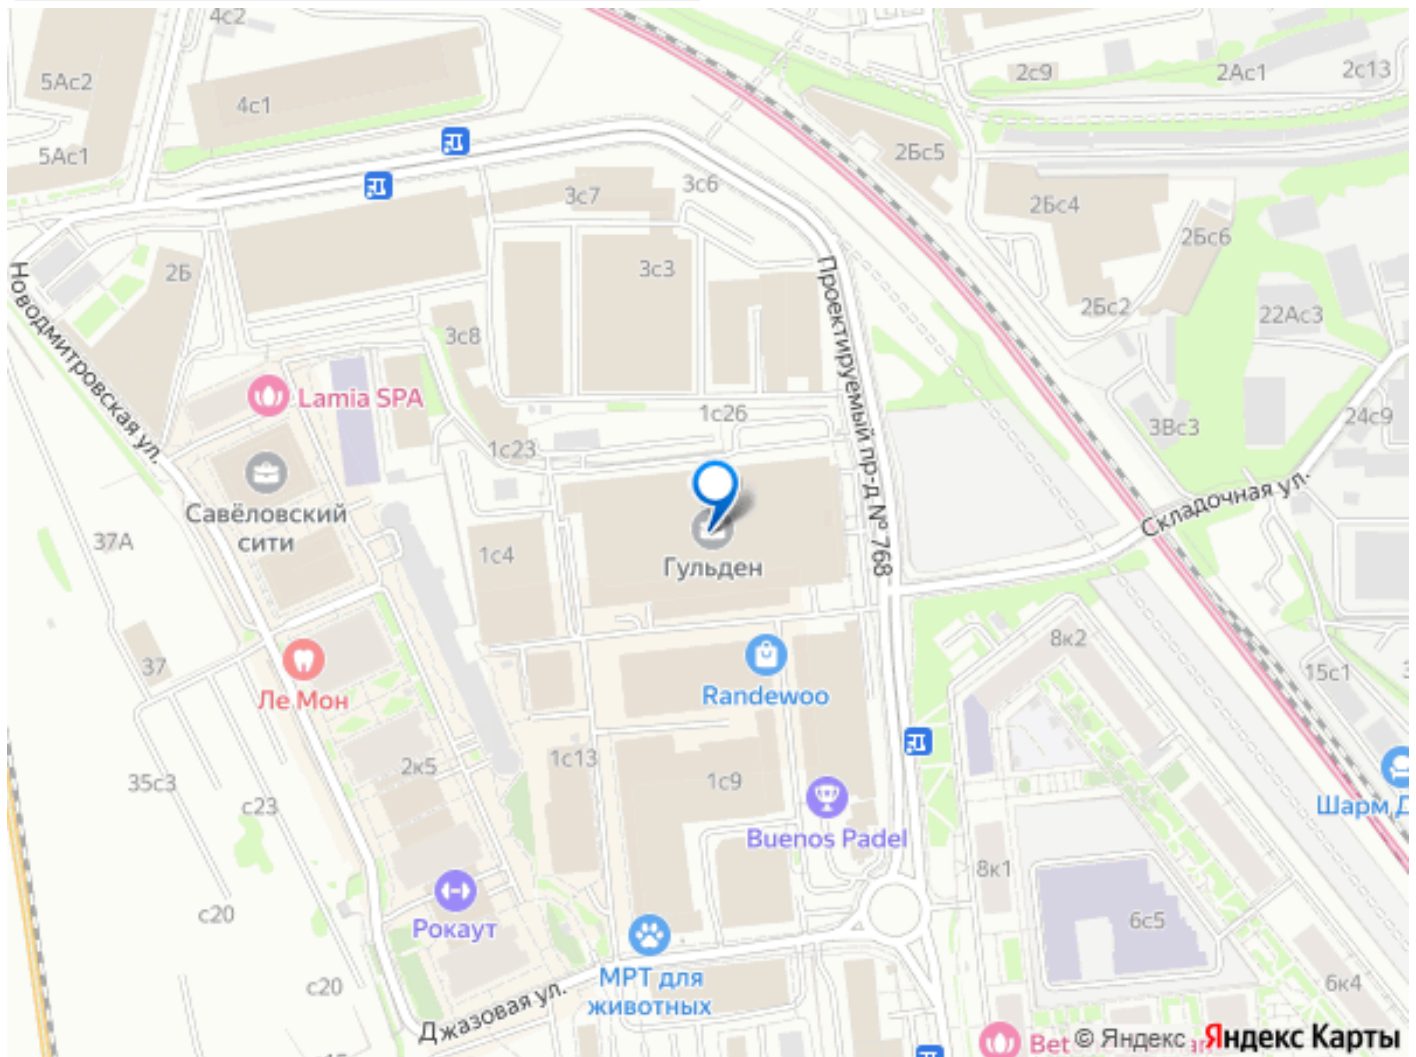 4с2
5Ас2
4с1
2с9
2Ас1
2с13
5Ас1
2Бс5
3с6
3с7
2Бс4
2Бс6
2Б
3с3
Новодмитровская ул.
Проектируемый пр-д № 768
2Бс2
22Ас3
3с8
Lamia SPA
1с26
24с9
3Вс3
1с23
Савёловский
сити
Складочная ул.
37А
1с4
Гульден
8к2
37
15с1
Ле Мон
Randewoo
2к5
1с13
1с9
35с3
с23
Шарм Д
Buenos Padel
8к1
с20
Рокаут
6с5
МРТ для
животных
с20
6к4
Джазовая ул.
© Яндекс
Яндекс Карты